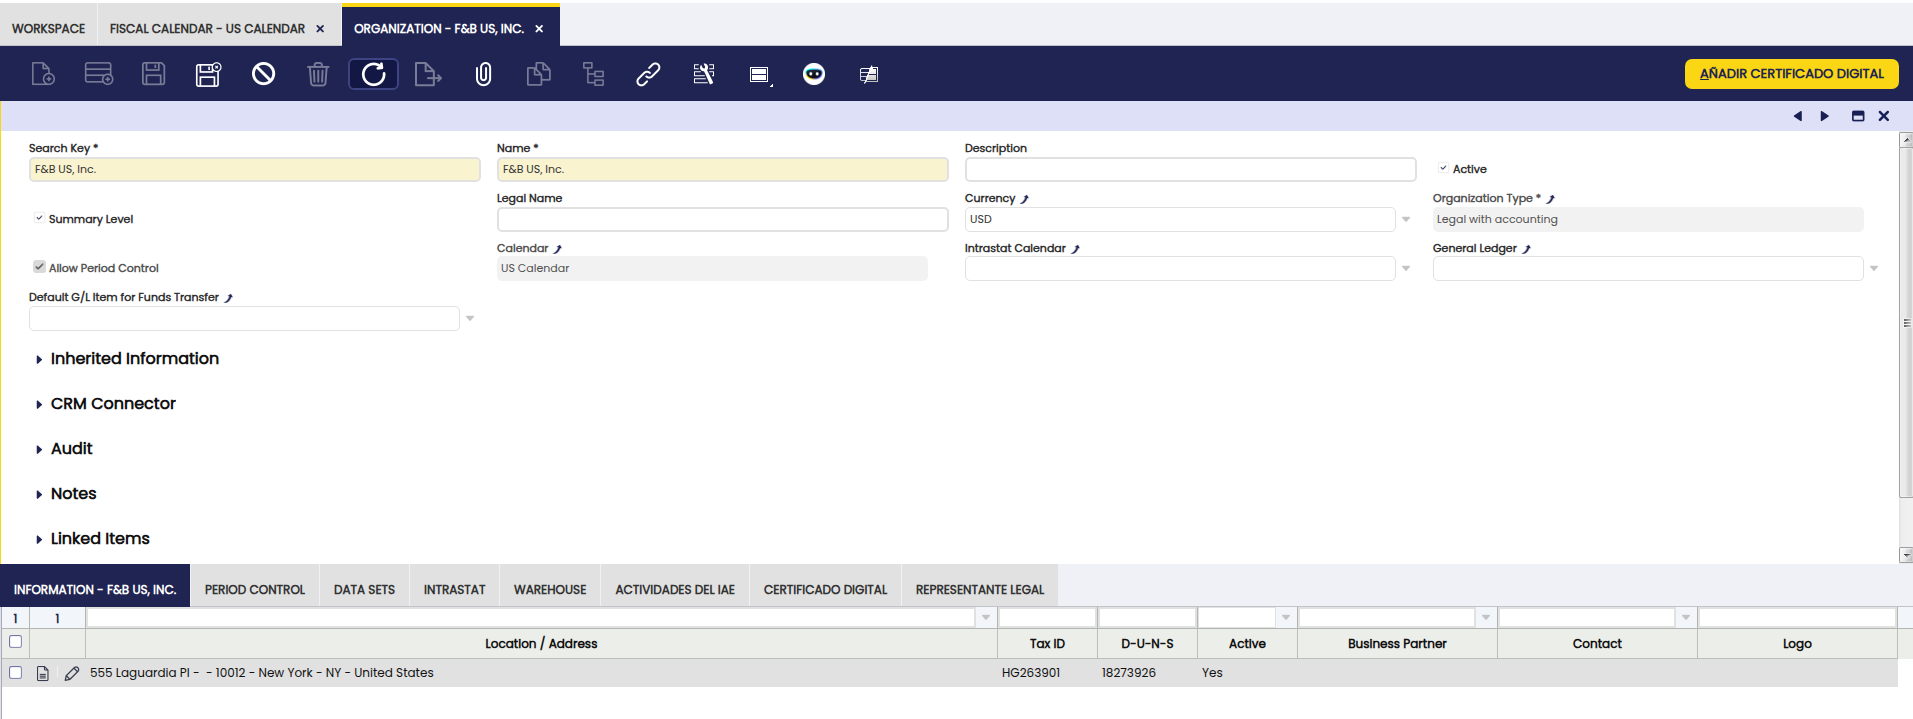 WORKSPACE
FISCAL CALENDAR - US CALENDAR
ORGANIZATION - F&B US, INC.
AÑADIR CERTIFICADO DIGITAL
Search Key *
Name *
Description
F&B US, Inc.
F&B US, Inc.
Active
Legal Name
Currency
Organization Type *
Summary Level
USD
Legal with accounting
Calendar
Intrastat Calendar
General Ledger
Allow Period Control
US Calendar
Default G/L Item for Funds Transfer
Inherited Information
CRM Connector
Audit
Notes
Linked Items
INFORMATION - F&B US, INC.
PERIOD CONTROL
DATA SETS
INTRASTAT
WAREHOUSE
ACTIVIDADES DEL IAE
CERTIFICADO DIGITAL
REPRESENTANTE LEGAL
1
1
Location / Address
Tax ID
D-U-N-S
Active
Business Partner
Contact
Logo
555 Laguardia Pl -  - 10012 - New York - NY - United States
HG263901
18273926
Yes